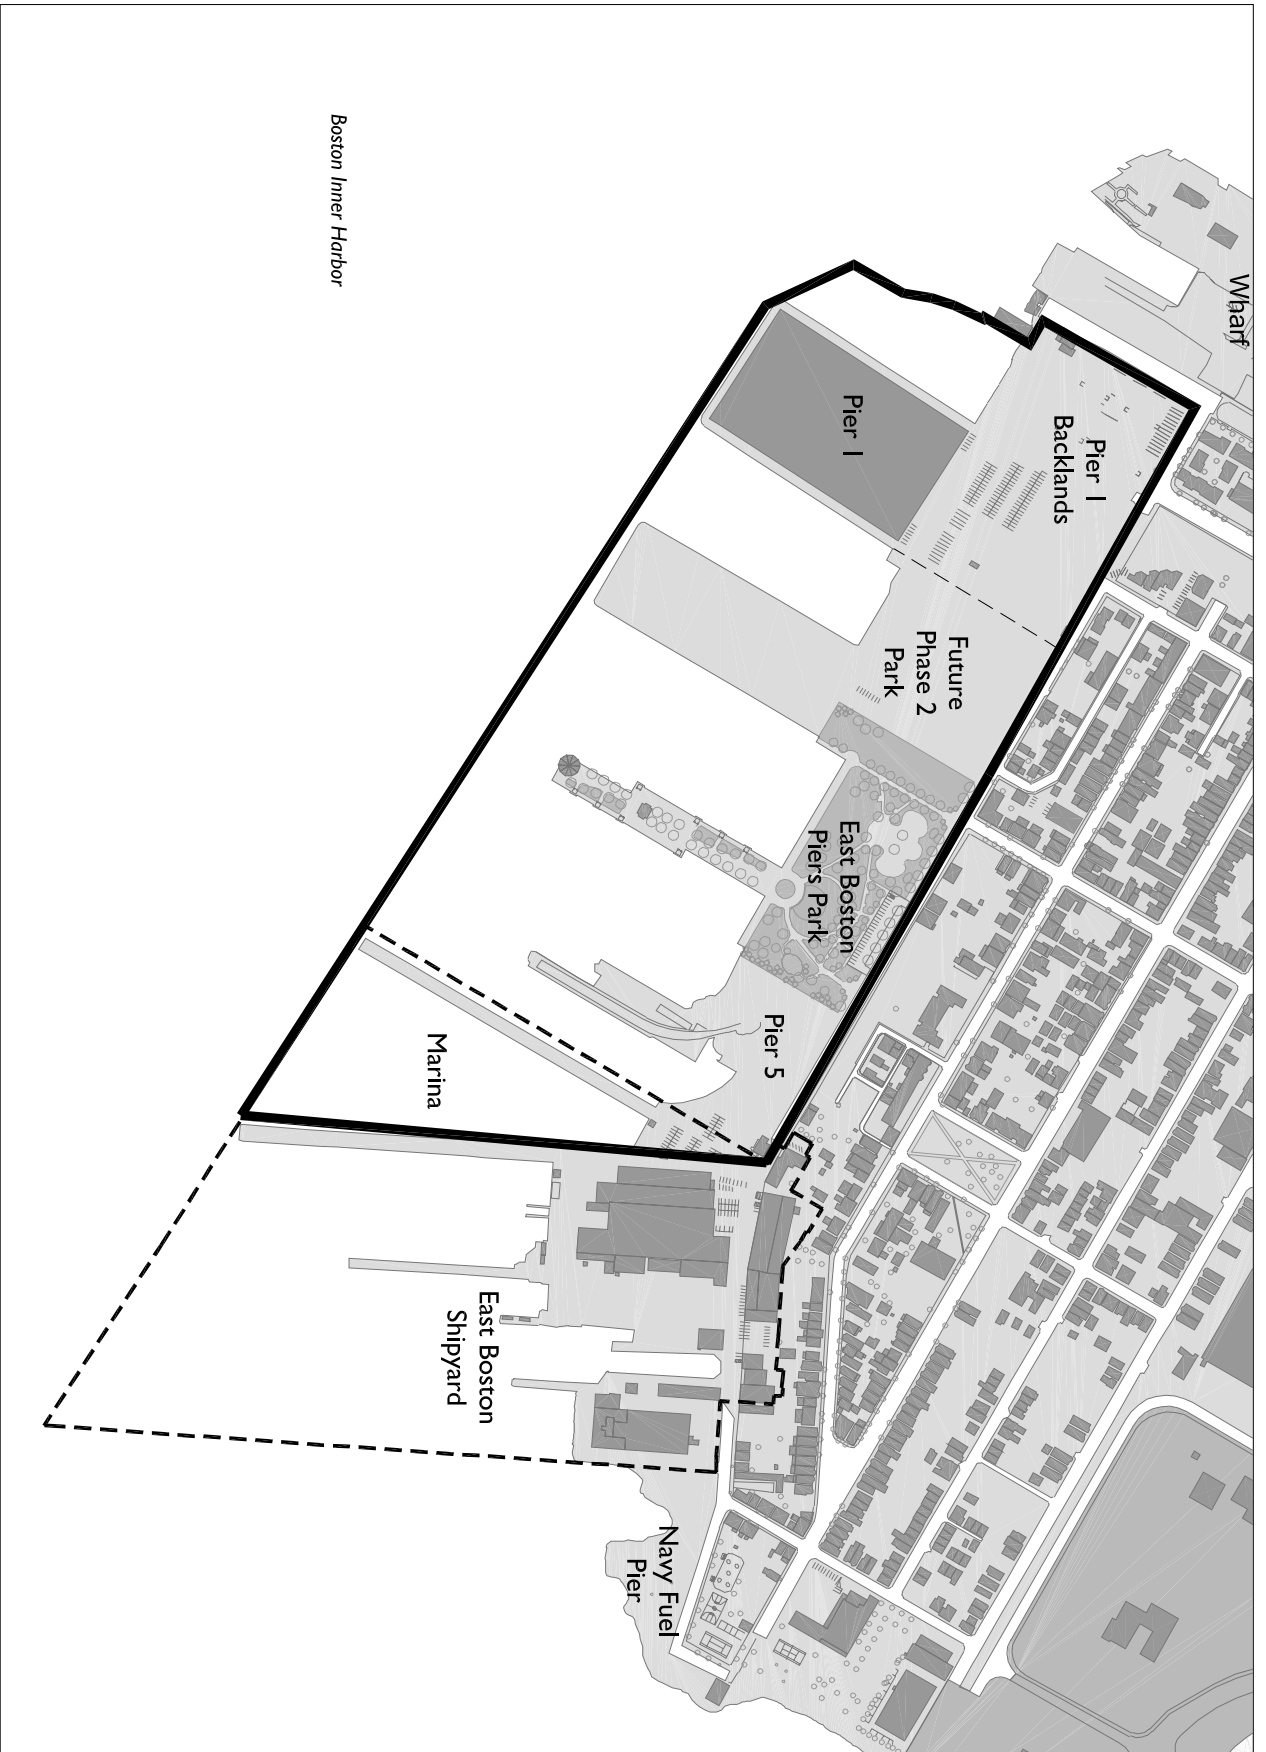 Boston Inner Harbor
Wharf
Pier 1
Pier 1
Backlands
Future
Phase 2
Park
East Boston
Piers Park
Pier 5
Marina
East Boston
Shipyard
Navy Fuel
Pier